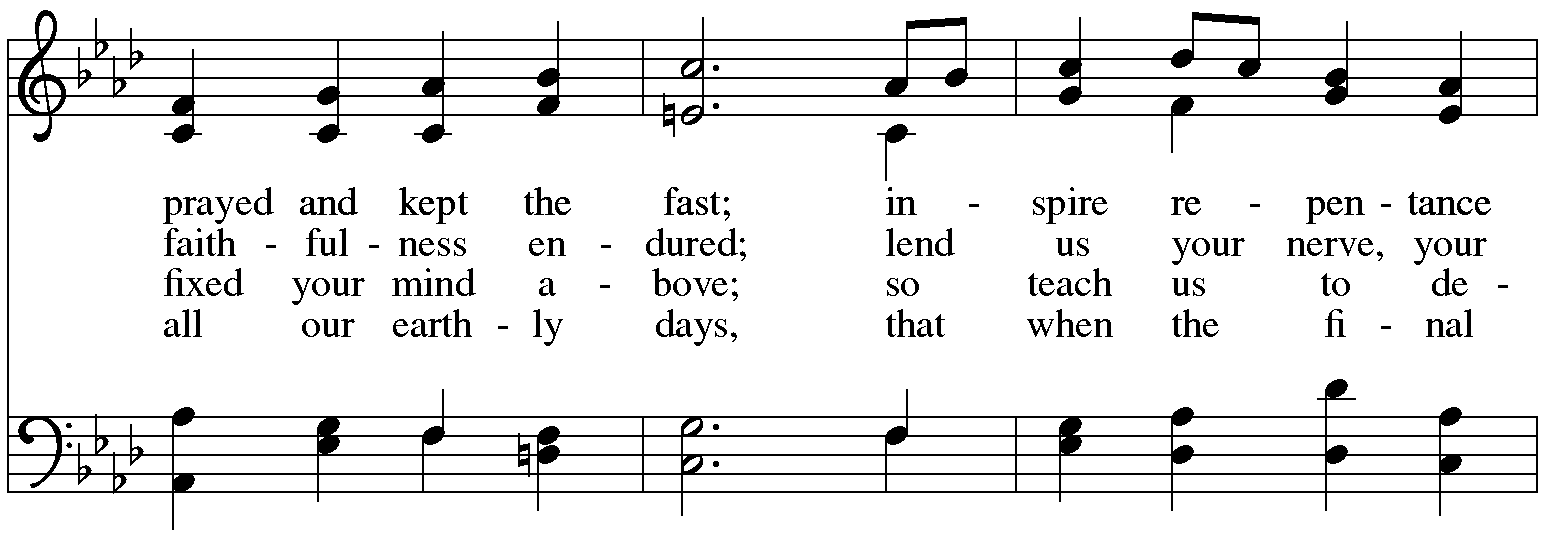 prayed and kept the fast; in - spire re - pen - tance
faith - ful - ness en - dured; lend us your nerve, your
fixed your mind a - bove; so teach us to de -
all our earth - ly days, that when the fi - nal